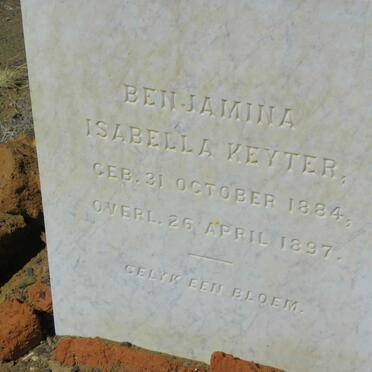 BENJAMINA
ISABELLA KEYTER,
GEB. 31 OCTOBER 1884,
OVERL. 26 APRIL 1897.
GELYK EEN BLOEM.